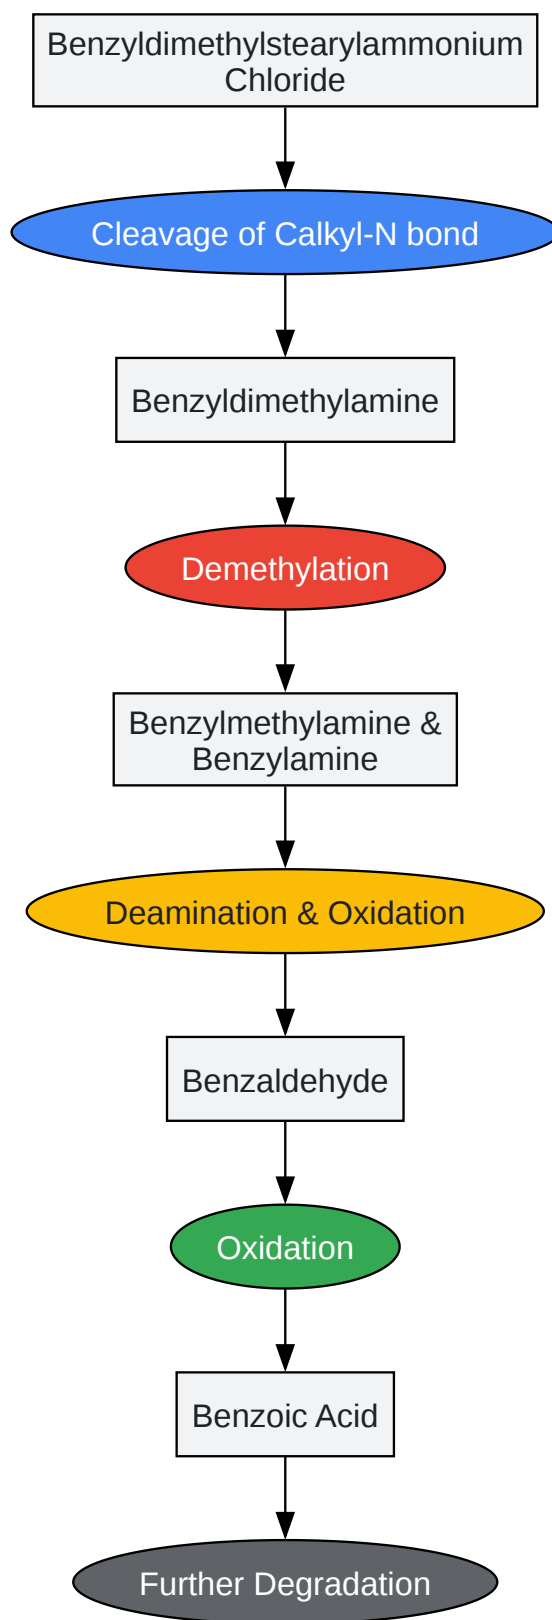 Benzyldimethylstearylammonium
Chloride
Cleavage of Calkyl-N bond
Benzyldimethylamine
Demethylation
Benzylmethylamine &
Benzylamine
Deamination & Oxidation
Benzaldehyde
Oxidation
Benzoic Acid
Further Degradation